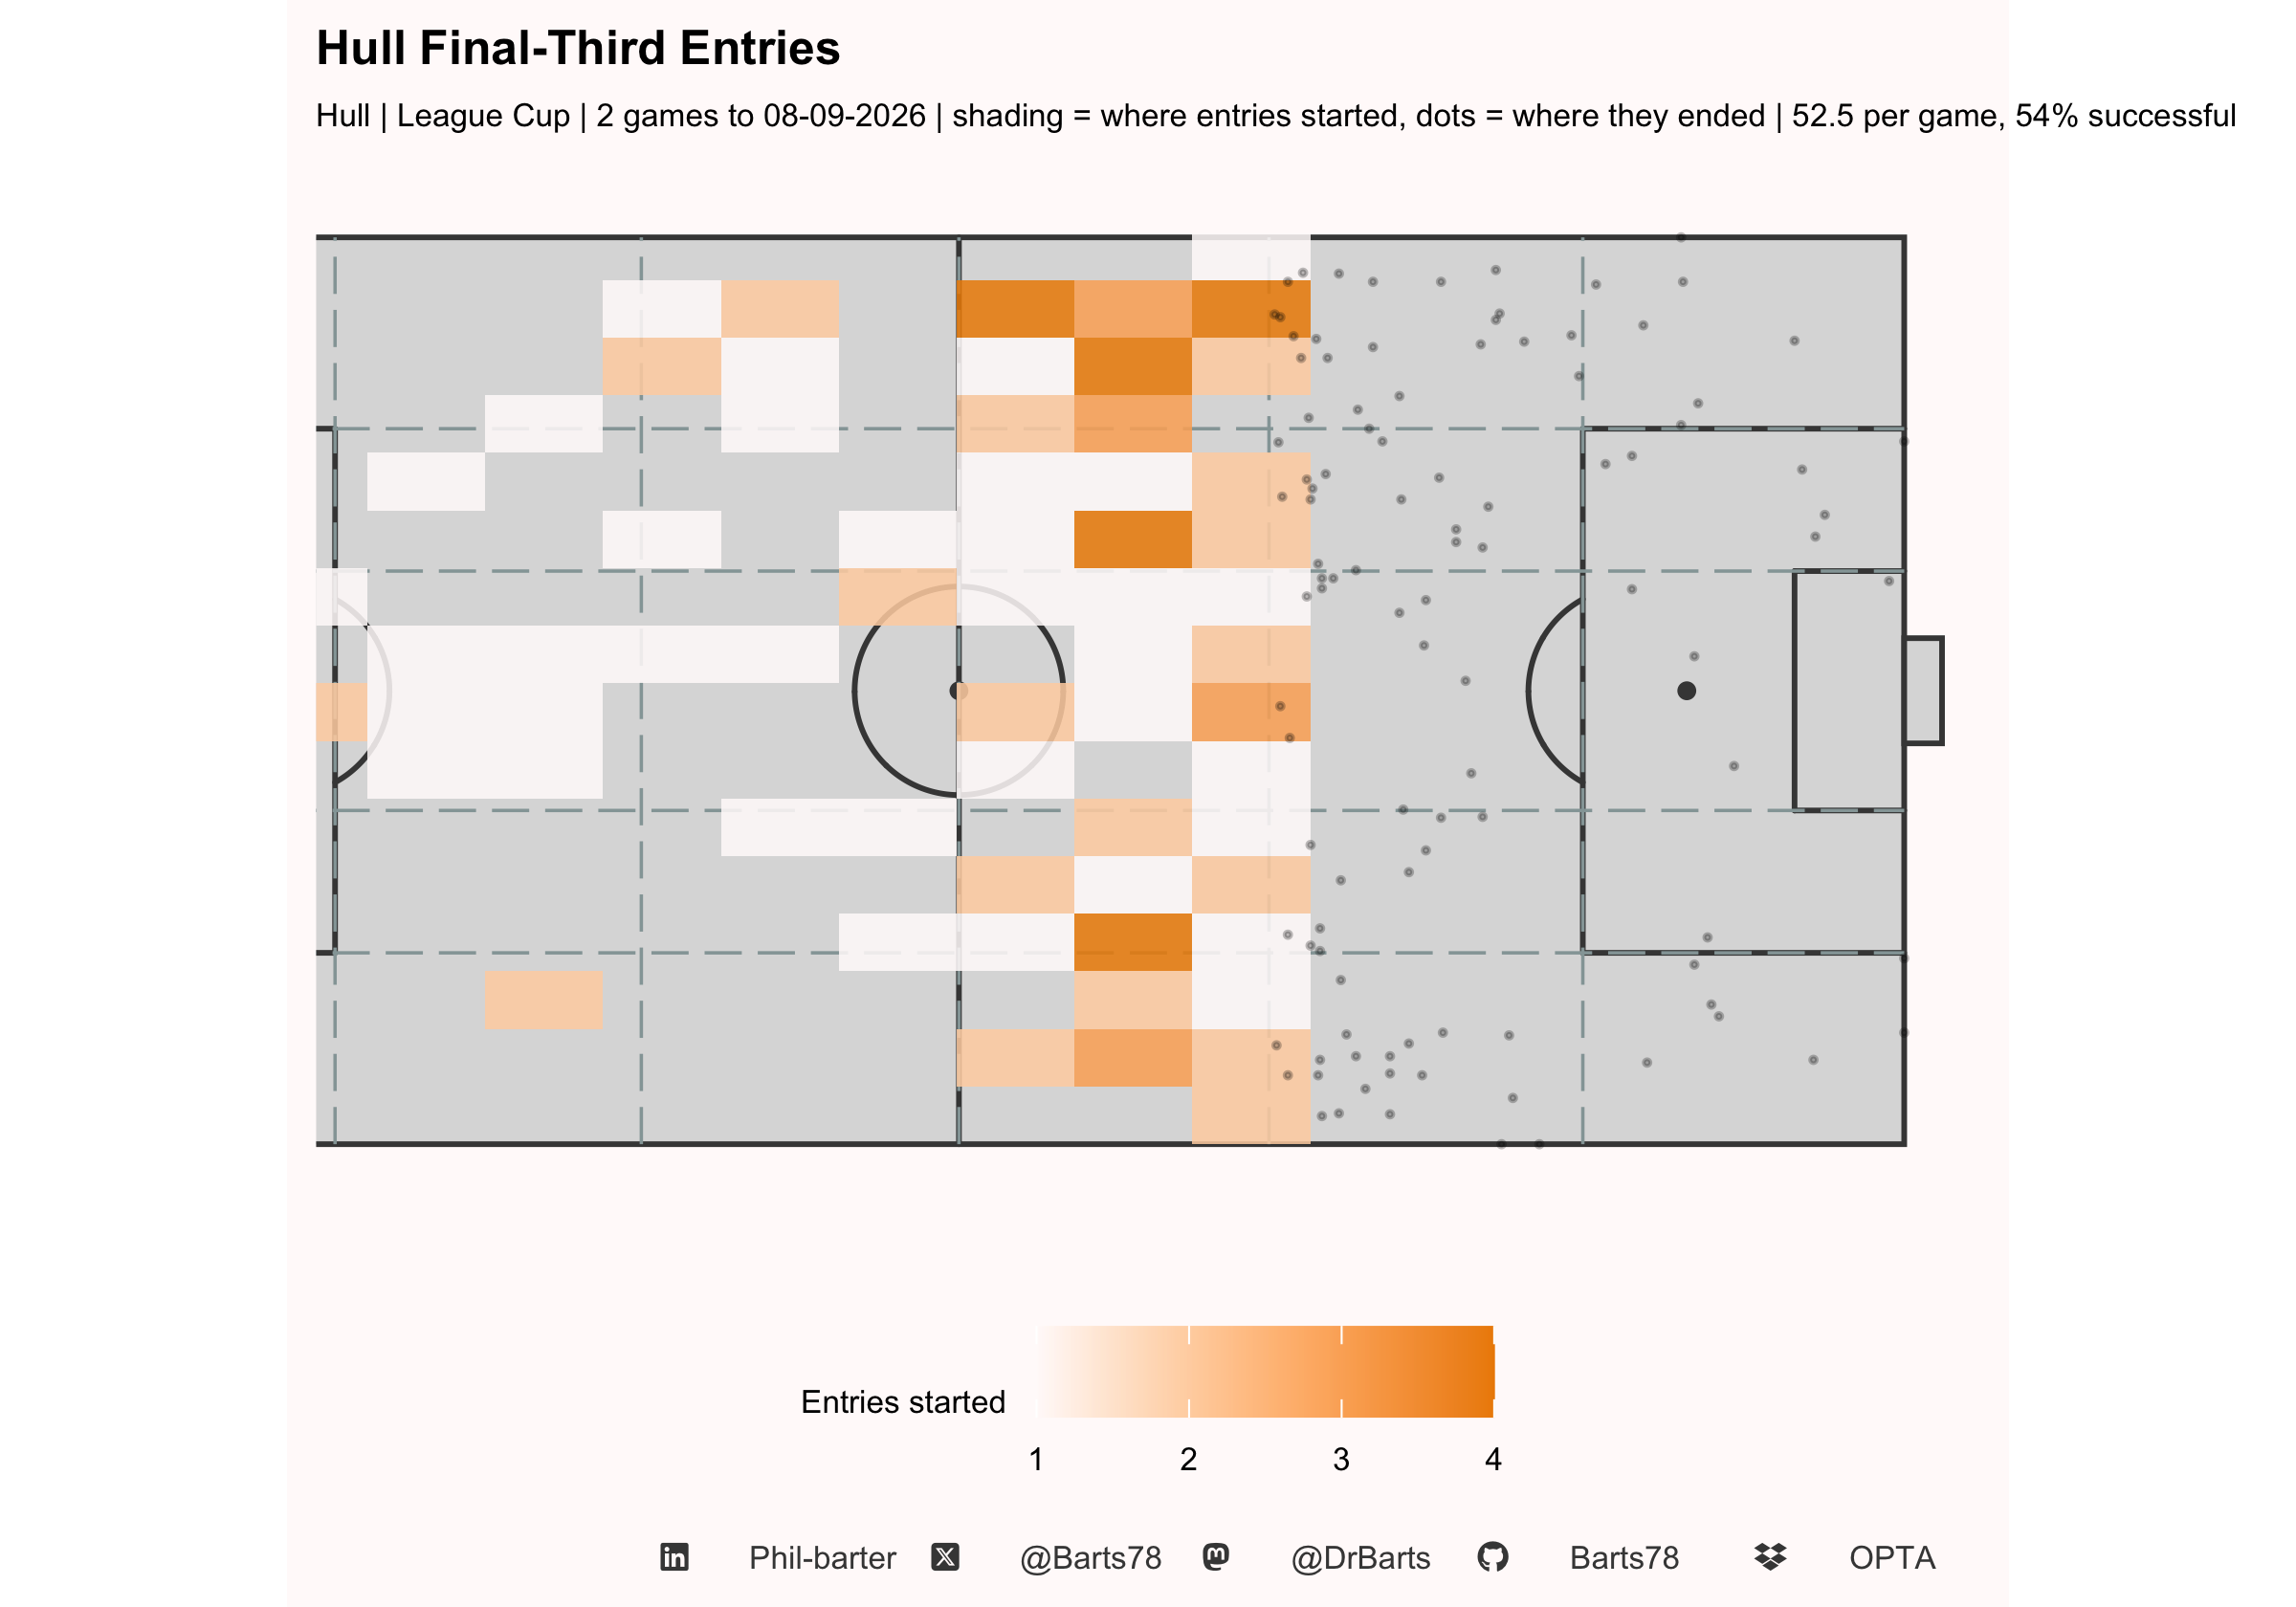 Hull Final-Third Entries
Hull | League Cup | 2 games to 08-09-2026 | shading = where entries started, dots = where they ended | 52.5 per game, 54% successful
Entries started
1 2 3 4
Phil-barter @Barts78 @DrBarts Barts78 OPTA